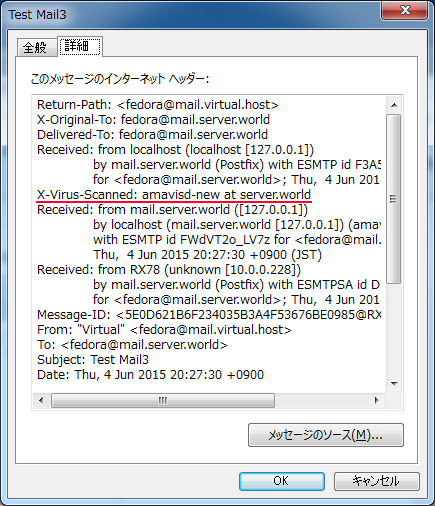 Test Mail3
全般 詳細
このメッセージのインターネット ヘッダー:
Return-Path: <fedora@mail.virtual.host>
X-Original-To: fedora@mail.server.world
Delivered-To: fedora@mail.server.world
Received: from localhost (localhost [127.0.0.1])
by mail.server.world (Postfix) with ESMTP id F3A5
for <fedora@mail.server.world>; Thu,  4 Jun 201
X-Virus-Scanned: amavisd-new at server.world
Received: from mail.server.world ([127.0.0.1])
by localhost (mail.server.world [127.0.0.1]) (ama
with ESMTP id FWdVT2o_LV7z for <fedora@mail.
Thu,  4 Jun 2015 20:27:30 +0900 (JST)
Received: from RX78 (unknown [10.0.0.228])
by mail.server.world (Postfix) with ESMTPSA id D
for <fedora@mail.server.world>; Thu,  4 Jun 201
Message-ID: <5E0D621B6F234035B3A4F53676BE0985@RX
From: "Virtual" <fedora@mail.virtual.host>
To: <fedora@mail.server.world>
Subject: Test Mail3
Date: Thu, 4 Jun 2015 20:27:30 +0900
メッセージのソース(M)...
OK キャンセル